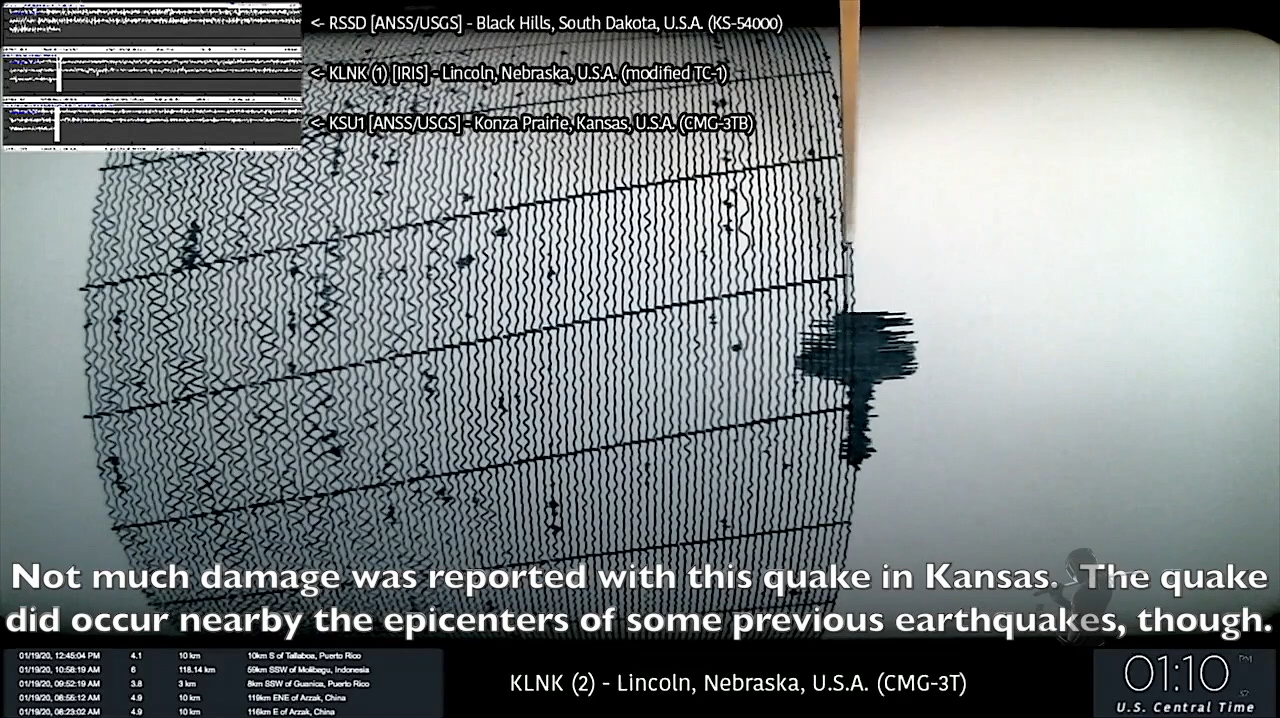 <- RSSD [ANSS/USGS] - Black Hills, South Dakota, U.S.A. (KS-54000)
<- KLNK (1) [IRIS] - Lincoln, Nebraska, U.S.A. (modified TC-1)
<- KSU1 [ANSS/USGS] - Konza Prairie, Kansas, U.S.A. (CMG-3TB)
Not much damage was reported with this quake in Kansas. The quake
did occur nearby the epicenters of some previous earthquakes, though.
01/19/20, 12:45:04 PM 4.1 10 km 10km S of Tallaboa, Puerto Rico
01/19/20, 10:58:19 AM 6 118.14 km 59km SSW of Molibagu, Indonesia
01/19/20, 09:52:19 AM 3.8 3 km 8km SSW of Guanica, Puerto Rico
01/19/20, 08:55:12 AM 4.9 10 km 119km ENE of Arzak, China
01/19/20, 08:23:02 AM 4.9 10 km 116km E of Arzak, China
KLNK (2) - Lincoln, Nebraska, U.S.A. (CMG-3T)
01:10 PM
U.S. Central Time